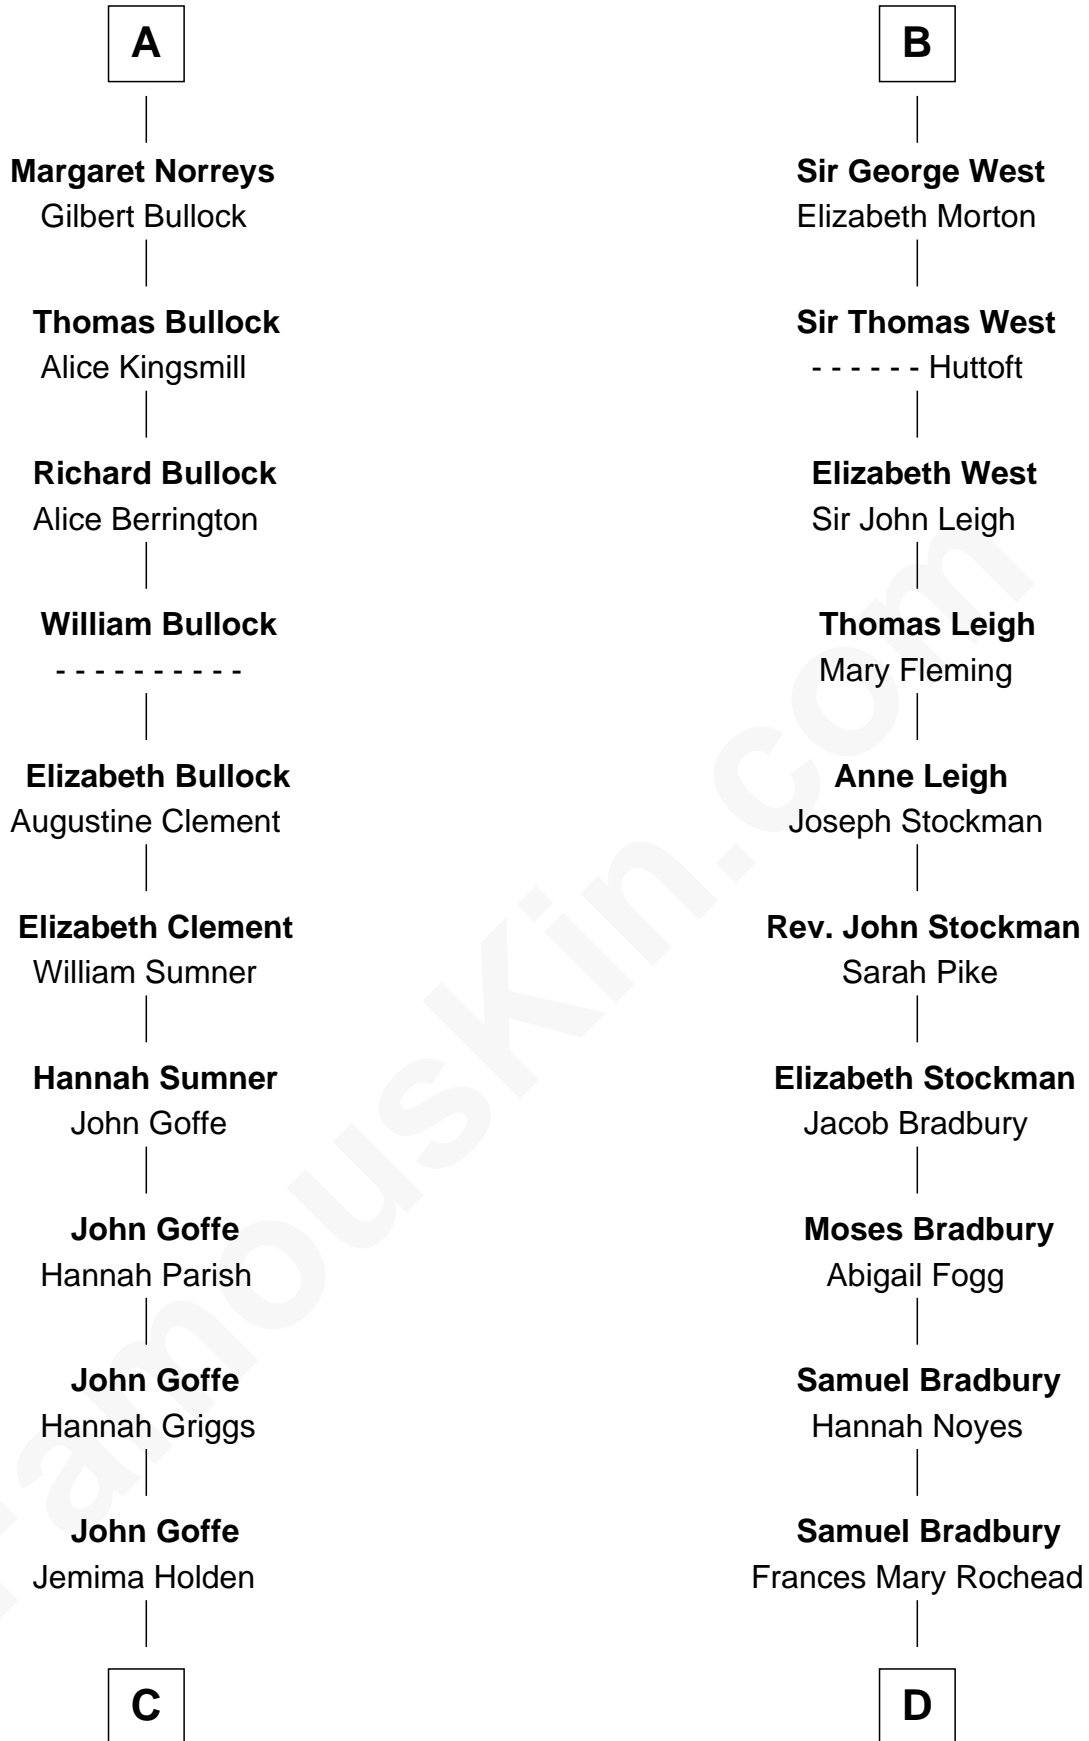 A
Margaret Norreys
Gilbert Bullock
Thomas Bullock
Alice Kingsmill
Richard Bullock
Alice Berrington
William Bullock
- - - - - - - - - -
Elizabeth Bullock
Augustine Clement
Elizabeth Clement
William Sumner
Hannah Sumner
John Goffe
John Goffe
Hannah Parish
John Goffe
Hannah Griggs
John Goffe
Jemima Holden
C
B
Sir George West
Elizabeth Morton
Sir Thomas West
- - - - - - Huttoft
Elizabeth West
Sir John Leigh
Thomas Leigh
Mary Fleming
Anne Leigh
Joseph Stockman
Rev. John Stockman
Sarah Pike
Elizabeth Stockman
Jacob Bradbury
Moses Bradbury
Abigail Fogg
Samuel Bradbury
Hannah Noyes
Samuel Bradbury
Frances Mary Rochead
D
FamousKin.com